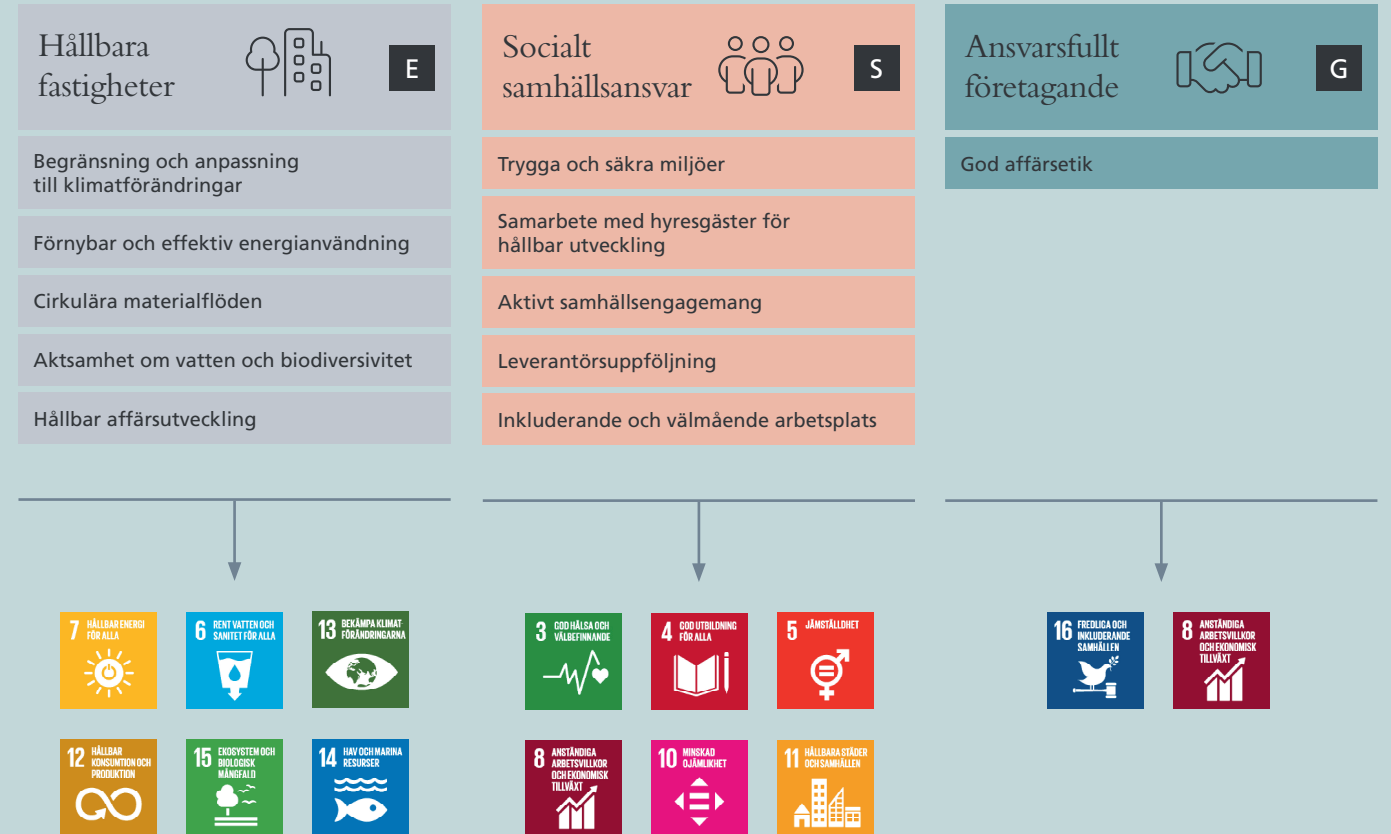 Hållbara
fastigheter
E
Begränsning och anpassning
till klimatförändringar
Förnybar och effektiv energianvändning
Cirkulära materialflöden
Aktsamhet om vatten och biodiversivitet
Hållbar affärsutveckling
Socialt
samhällsansvar
S
Trygga och säkra miljöer
Samarbete med hyresgäster för
hållbar utveckling
Aktivt samhällsengagemang
Leverantörsuppföljning
Inkluderande och välmående arbetsplats
Ansvarsfullt
företagande
G
God affärsetik
7 HÅLLBAR ENERGI
FÖR ALLA
6 RENT VATTEN OCH
SANITET FÖR ALLA
13 BEKÄMPA KLIMAT-
FÖRÄNDRINGARNA
12 HÅLLBAR
KONSUMTION OCH
PRODUKTION
15 EKOSYSTEM OCH
BIOLOGISK
MÅNGFALD
14 HAV OCH MARINA
RESURSER
3 GOD HÄLSA OCH
VÄLBEFINNANDE
4 GOD UTBILDNING
FÖR ALLA
5 JÄMSTÄLLDHET
8 ANSTÄNDIGA
ARBETSVILLKOR
OCH EKONOMISK
TILLVÄXT
10 MINSKAD
OJÄMLIKHET
11 HÅLLBARA STÄDER
OCH SAMHÄLLEN
16 FREDLIGA OCH
INKLUDERANDE
SAMHÄLLEN
8 ANSTÄNDIGA
ARBETSVILLKOR
OCH EKONOMISK
TILLVÄXT